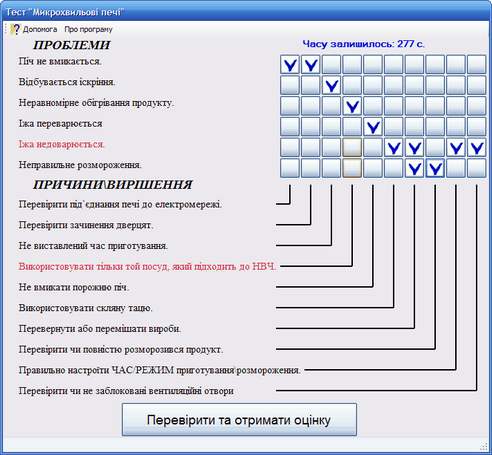 Тест "Микрохвильові печі"
Допомога Про програму
ПРОБЛЕМИ
Часу залишилось: 277 с.
Піч не вмикається.
Відбувається іскріння.
Неравномірне обігрівання продукту.
Їжа переварюється
Їжа недоварюється.
Неправильне розмороження.
ПРИЧИНИ\ВИРІШЕННЯ
Перевірити під`єднання печі до електромережі.
Перевірити зачинення дверцят.
Не виставлений час приготування.
Використовувати тільки той посуд, який підходить до НВЧ.
Не вмикати порожню піч.
Використовувати скляну тацю.
Перевернути або перемішати вироби.
Перевірити чи повністю розморозився продукт.
Правильно настроїти ЧАС/РЕЖИМ приготування\розмороження.
Перевірити чи не заблоковані вентиляційні отвори
Перевірити та отримати оцінку